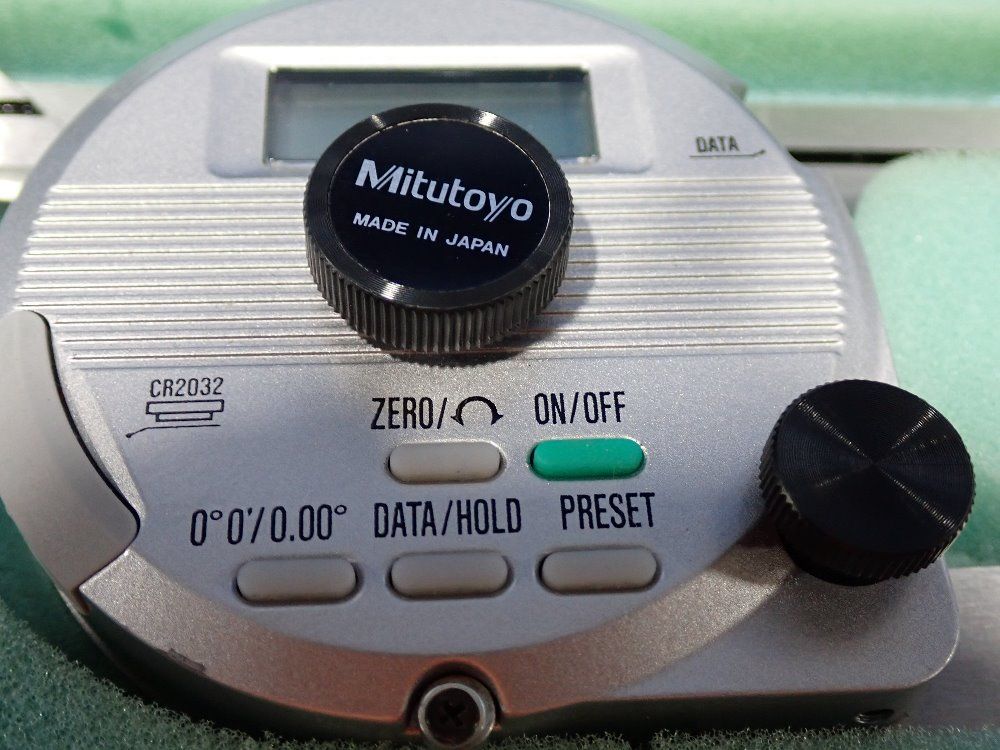 DATA
Mitutoyo
MADE IN JAPAN
CR2032
ZERO/ ON/OFF
0°0'/0.00° DATA/HOLD PRESET